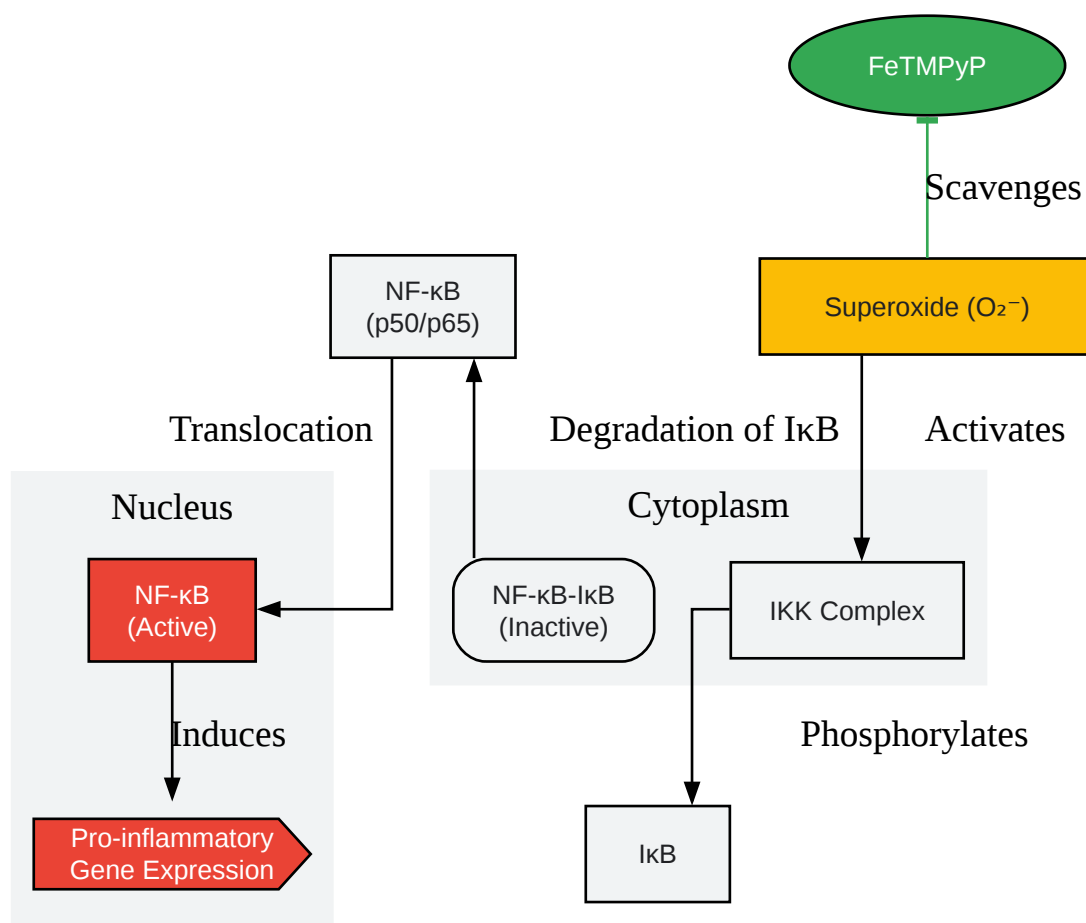 FeTMPyP
Scavenges
NF-κB
(p50/p65)
Superoxide (O₂⁻)
Translocation
Degradation of IκB
Activates
Nucleus
Cytoplasm
NF-κB
(Active)
NF-κB-IκB
(Inactive)
IKK Complex
Induces
Phosphorylates
Pro-inflammatory
Gene Expression
IκB